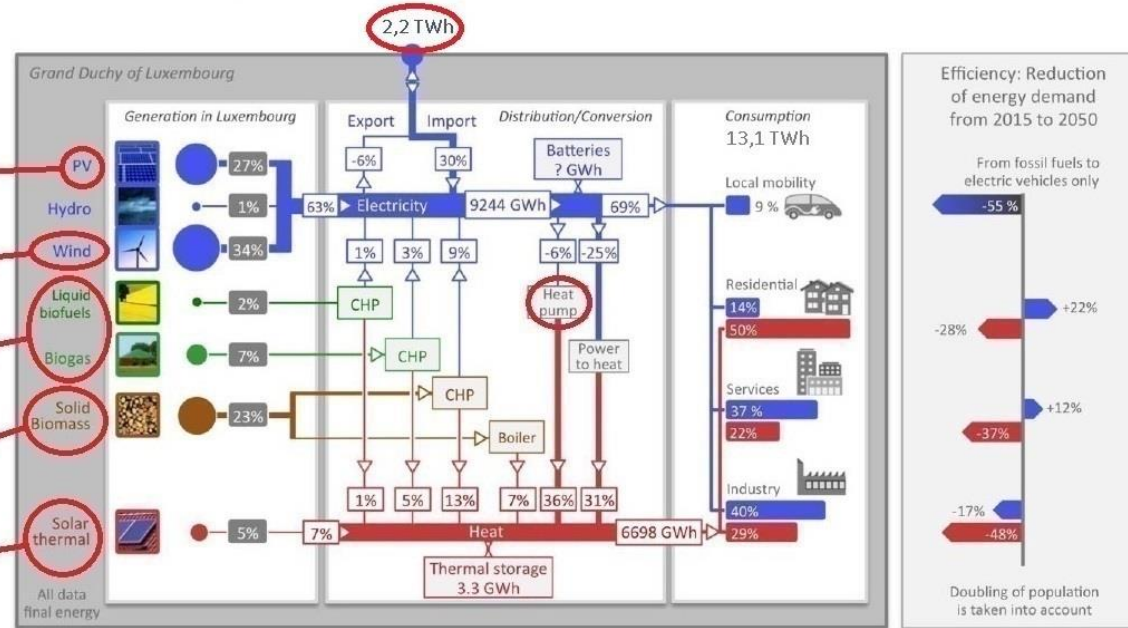 2,2 TWh
Grand Duchy of Luxembourg
Generation in Luxembourg
PV
27%
Hydro
1%
Wind
34%
Liquid
biofuels
2%
Biogas
7%
Solid
Biomass
23%
Solar
thermal
5%
All data
final energy
Distribution/Conversion
Export
Import
-6%
30%
Batteries
? GWh
63%
Electricity
9244 GWh
69%
1%
3%
9%
-6%
-25%
CHP
CHP
CHP
Boiler
Heat
pump
Power
to heat
1%
5%
13%
7%
36%
31%
7%
Heat
6698 GWh
Thermal storage
3.3 GWh
Consumption
13,1 TWh
Local mobility
9 %
Residential
14%
50%
Services
37 %
22%
Industry
40%
29%
Efficiency: Reduction
of energy demand
from 2015 to 2050
From fossil fuels to
electric vehicles only
-55 %
+22%
-28%
+12%
-37%
-17%
-48%
Doubling of population
is taken into account